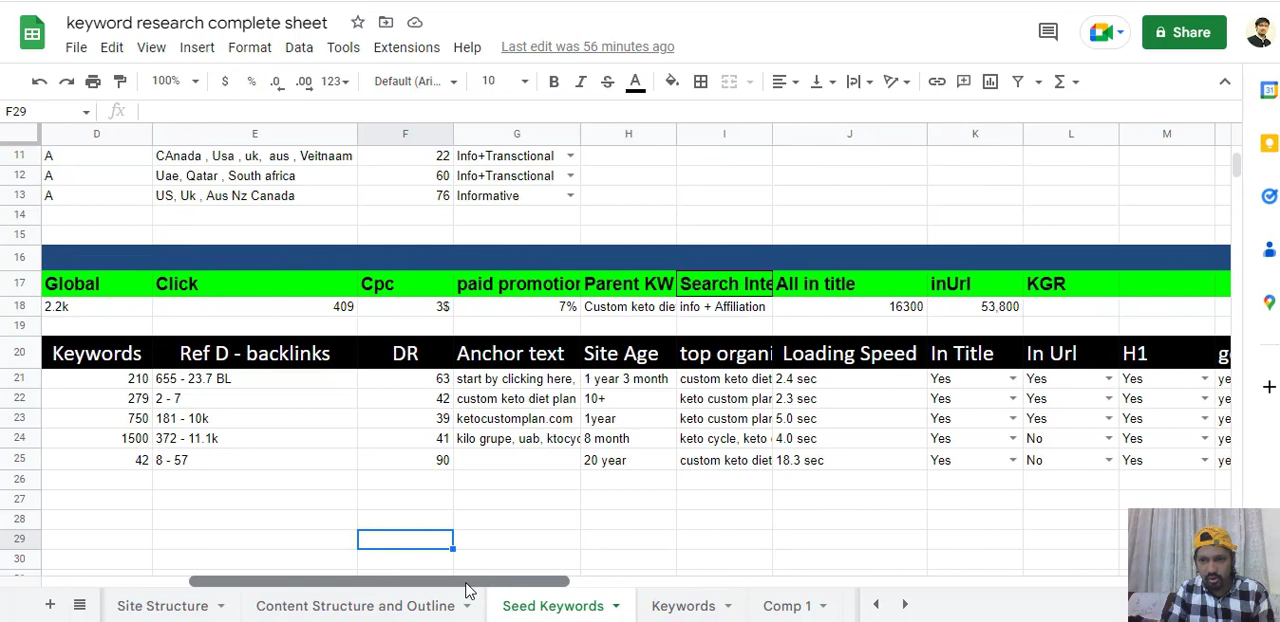 keyword research complete sheet
File Edit View Insert Format Data Tools Extensions Help Last edit was 56 minutes ago
Share
100% $ % .0 .00 123 Default (Ari... 10 B I S A
31
F29 fx
D E F G H I J K L M
11 A CAnada , Usa , uk, aus , Veitnaam 22 Info+Transctional
12 A Uae, Qatar , South africa 60 Info+Transctional
13 A US, Uk , Aus Nz Canada 76 Informative
14
15
16
17 Global Click Cpc paid promotion Parent KW Search Inte All in title inUrl KGR
18 2.2k 409 3$ 7% Custom keto die info + Affiliation 16300 53,800
19
20 Keywords Ref D - backlinks DR Anchor text Site Age top organi Loading Speed In Title In Url H1 g
21 210 655 - 23.7 BL 63 start by clicking here, 1 year 3 month custom keto diet 2.4 sec Yes Yes Yes ye
22 279 2 - 7 42 custom keto diet plan 10+ keto custom plar 2.3 sec Yes Yes Yes ye
23 750 181 - 10k 39 ketocustomplan.com 1year keto custom plar 5.0 sec Yes Yes Yes ye
24 1500 372 - 11.1k 41 kilo grupe, uab, ktocyc 8 month keto cycle, keto 4.0 sec Yes No Yes ye
25 42 8 - 57 90 20 year custom keto diet 18.3 sec Yes No Yes ye
26
27
28
29
30
Site Structure Content Structure and Outline Seed Keywords Keywords Comp 1